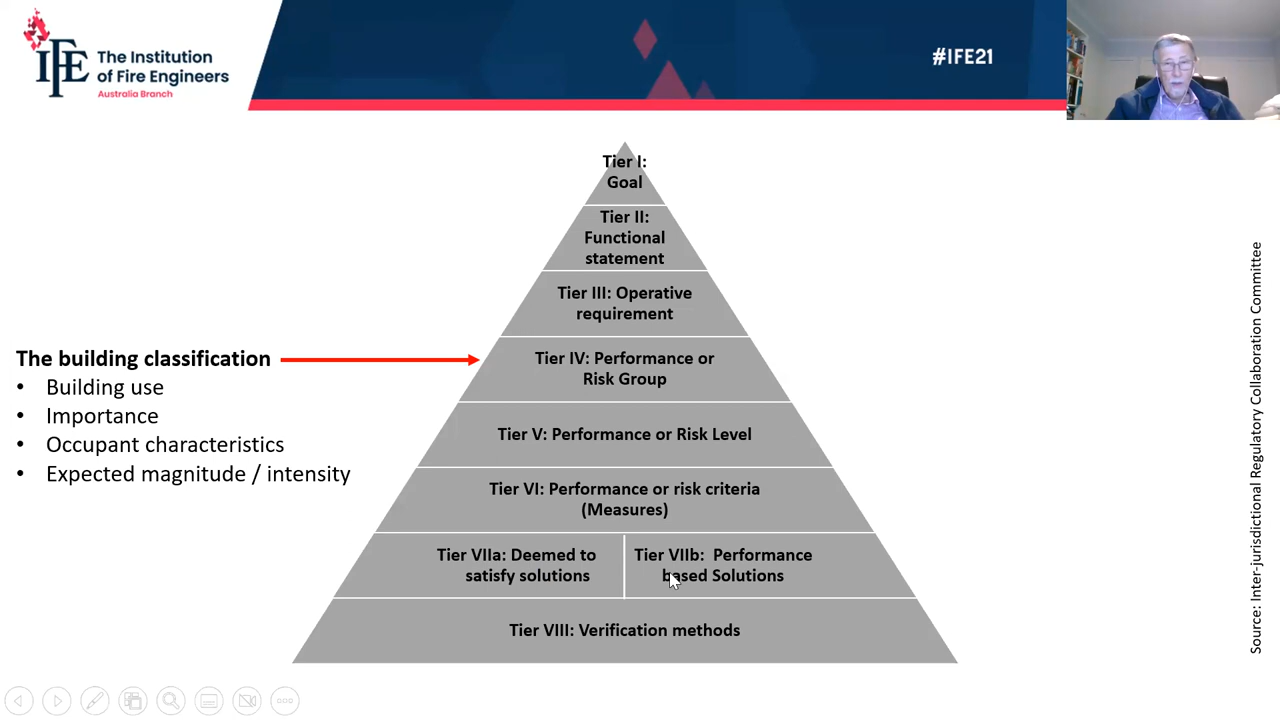 IFE
The Institution
of Fire Engineers
Australia Branch
#IFE21
Tier I:
Goal
Tier II:
Functional
statement
Tier III: Operative
requirement
The building classification
• Building use
• Importance
• Occupant characteristics
• Expected magnitude / intensity
Tier IV: Performance or
Risk Group
Tier V: Performance or Risk Level
Tier VI: Performance or risk criteria
(Measures)
Tier VIIa: Deemed to
satisfy solutions
Tier VIIb: Performance
based Solutions
Tier VIII: Verification methods
Source: Inter-jurisdictional Regulatory Collaboration Committee